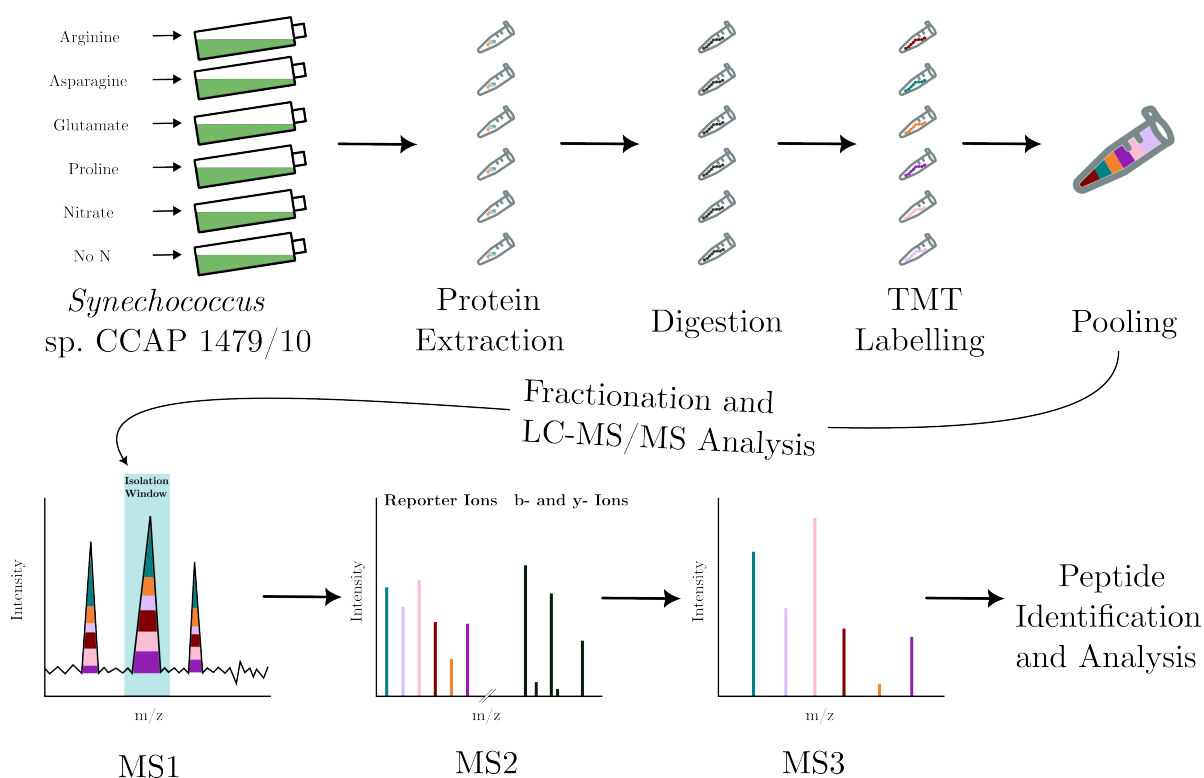 Arginine
Asparagine
Glutamate
Proline
Nitrate
No N
Synechococcus
sp. CCAP 1479/10
Protein
Extraction
Digestion
TMT
Labelling
Pooling
Fractionation and
LC-MS/MS Analysis
Isolation
Window
Intensity
m/z
MS1
Reporter Ions b- and y- Ions
Intensity
m/z
MS2
Intensity
m/z
MS3
Peptide
Identification
and Analysis